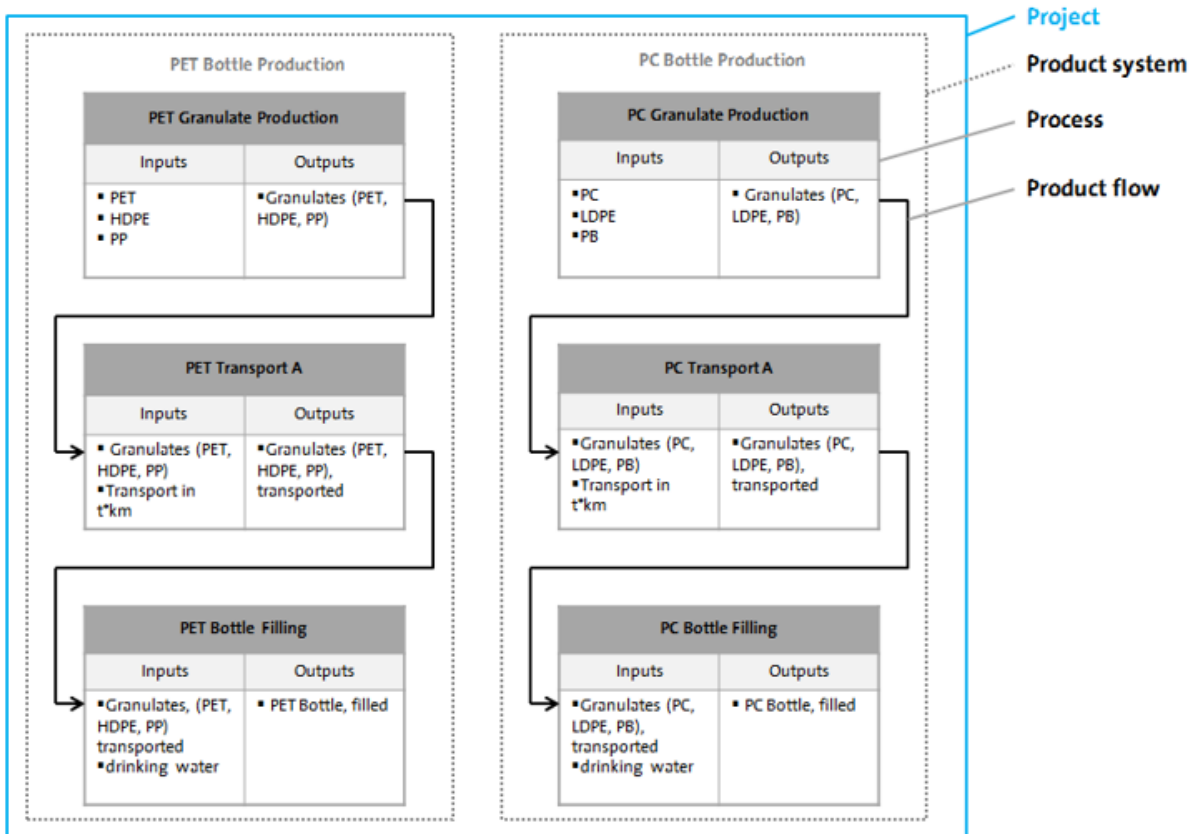 Project
Product system
Process
Product flow
PET Bottle Production
PET Granulate Production
Inputs
Outputs
▪ PET
▪ HDPE
▪ PP
▪Granulates (PET,
HDPE, PP)
PET Transport A
Inputs
Outputs
▪ Granulates (PET,
HDPE, PP)
▪Transport in
t*km
▪Granulates (PET,
HDPE, PP),
transported
PET Bottle Filling
Inputs
Outputs
▪Granulates, (PET,
HDPE, PP)
transported
▪drinking water
▪ PET Bottle, filled
PC Bottle Production
PC Granulate Production
Inputs
Outputs
▪PC
▪LDPE
▪PB
▪ Granulates (PC,
LDPE, PB)
PC Transport A
Inputs
Outputs
▪Granulates (PC,
LDPE, PB)
▪Transport in
t*km
▪Granulates (PC,
LDPE, PB),
transported
PC Bottle Filling
Inputs
Outputs
▪Granulates (PC,
LDPE, PB),
transported
▪drinking water
▪ PC Bottle, filled